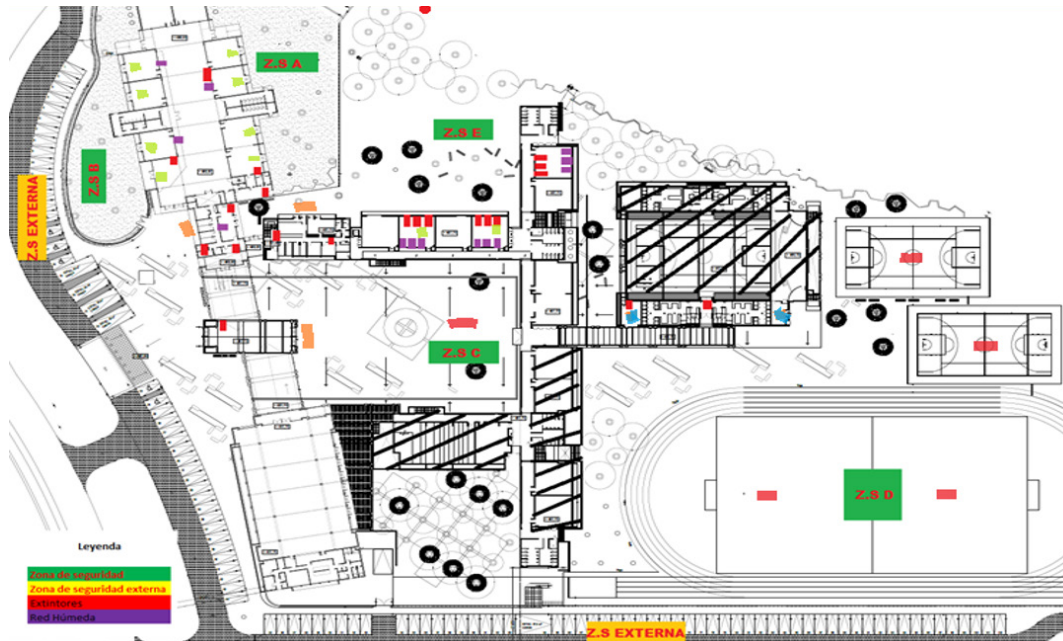 Z.S A
Z.S E
Z.S B
Z.S EXTERNA
Z.S C
Z.S D
Leyenda
Zona de seguridad
Zona de seguridad externa
Extintores
Red Húmeda
Z.S EXTERNA